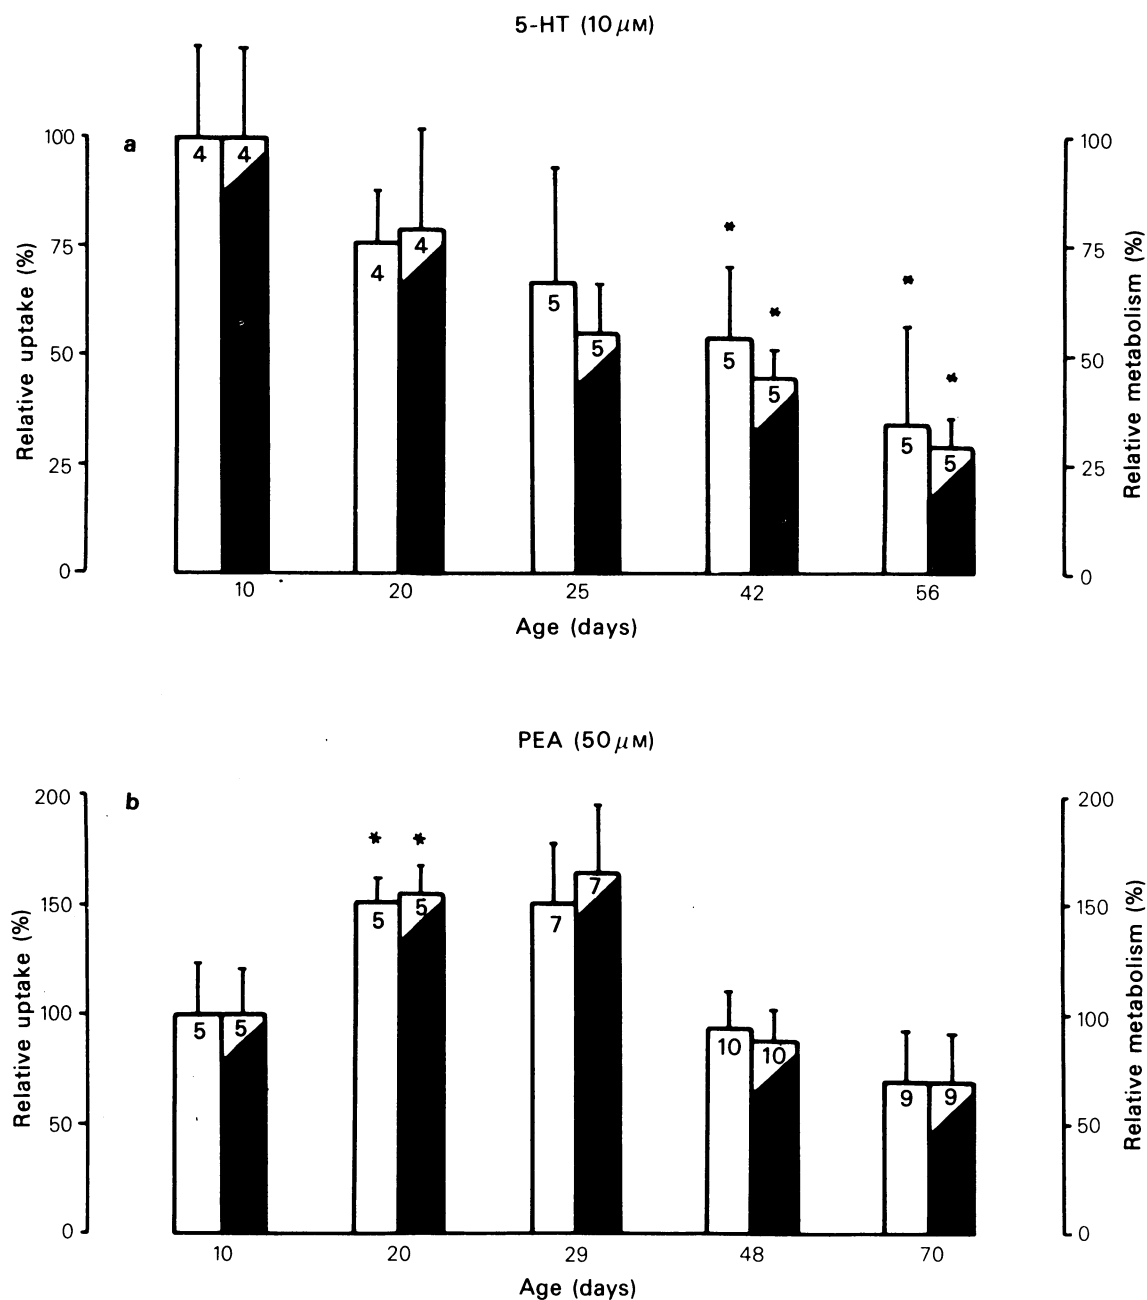 5-HT (10 μM)
a
Relative uptake (%)
100
75
50
25
0
Relative metabolism (%)
100
75
50
25
0
4 4
4 4
5 5
* *
5 5
* *
5 5
10 20 25 42 56
Age (days)
PEA (50 μM)
b
Relative uptake (%)
200
150
100
50
0
Relative metabolism (%)
200
150
100
50
0
5 5
* *
5 5
7 7
10 10
9 9
10 20 29 48 70
Age (days)